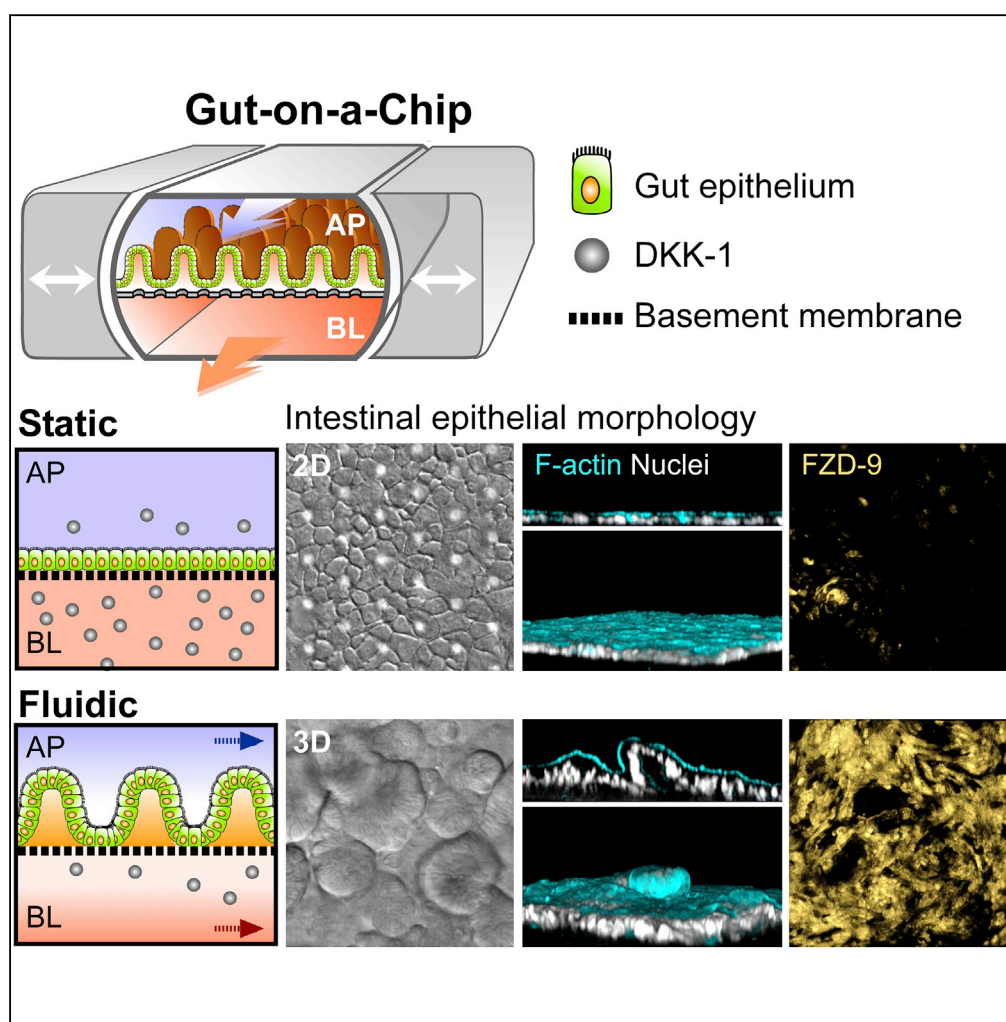 Gut-on-a-Chip
AP
BL
Gut epithelium
DKK-1
Basement membrane
Static
Intestinal epithelial morphology
AP
BL
2D
F-actin Nuclei
FZD-9
Fluidic
AP
BL
3D